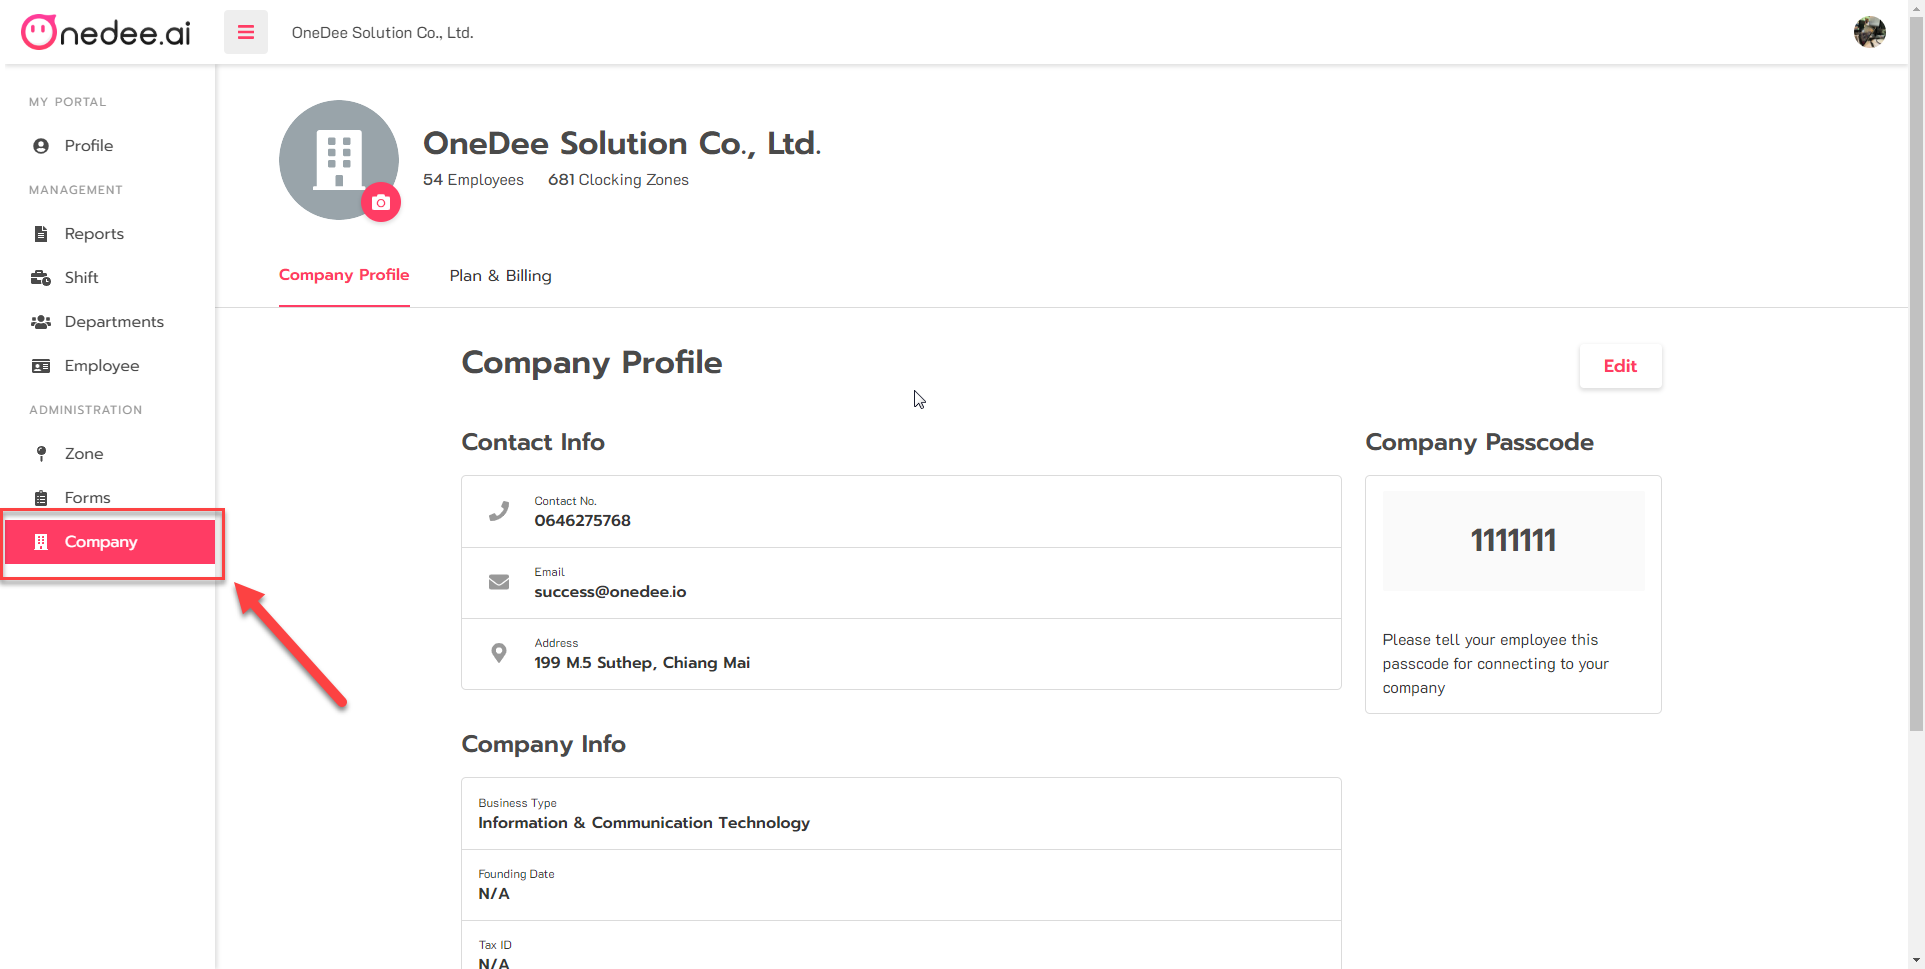 Onedee.ai
OneDee Solution Co., Ltd.
MY PORTAL
Profile
MANAGEMENT
Reports
Shift
Departments
Employee
ADMINISTRATION
Zone
Forms
Company
OneDee Solution Co., Ltd.
54 Employees 681 Clocking Zones
Company Profile Plan & Billing
Company Profile
Edit
Contact Info
Contact No.
0646275768
Email
success@onedee.io
Address
199 M.5 Suthep, Chiang Mai
Company Passcode
1111111
Please tell your employee this
passcode for connecting to your
company
Company Info
Business Type
Information & Communication Technology
Founding Date
N/A
Tax ID
N/A